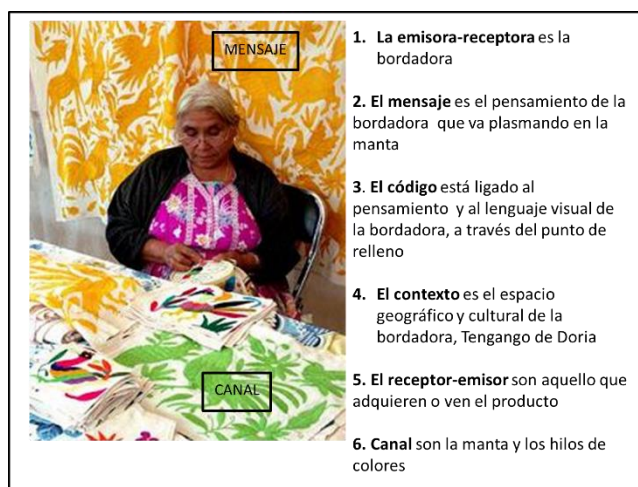 MENSAJE
CANAL
1. La emisora-receptora es la
bordadora
2. El mensaje es el pensamiento de la
bordadora que va plasmando en la
manta
3. El código está ligado al
pensamiento y al lenguaje visual de
la bordadora, a través del punto de
relleno
4. El contexto es el espacio
geográfico y cultural de la
bordadora, Tengango de Doria
5. El receptor-emisor son aquello que
adquieren o ven el producto
6. Canal son la manta y los hilos de
colores